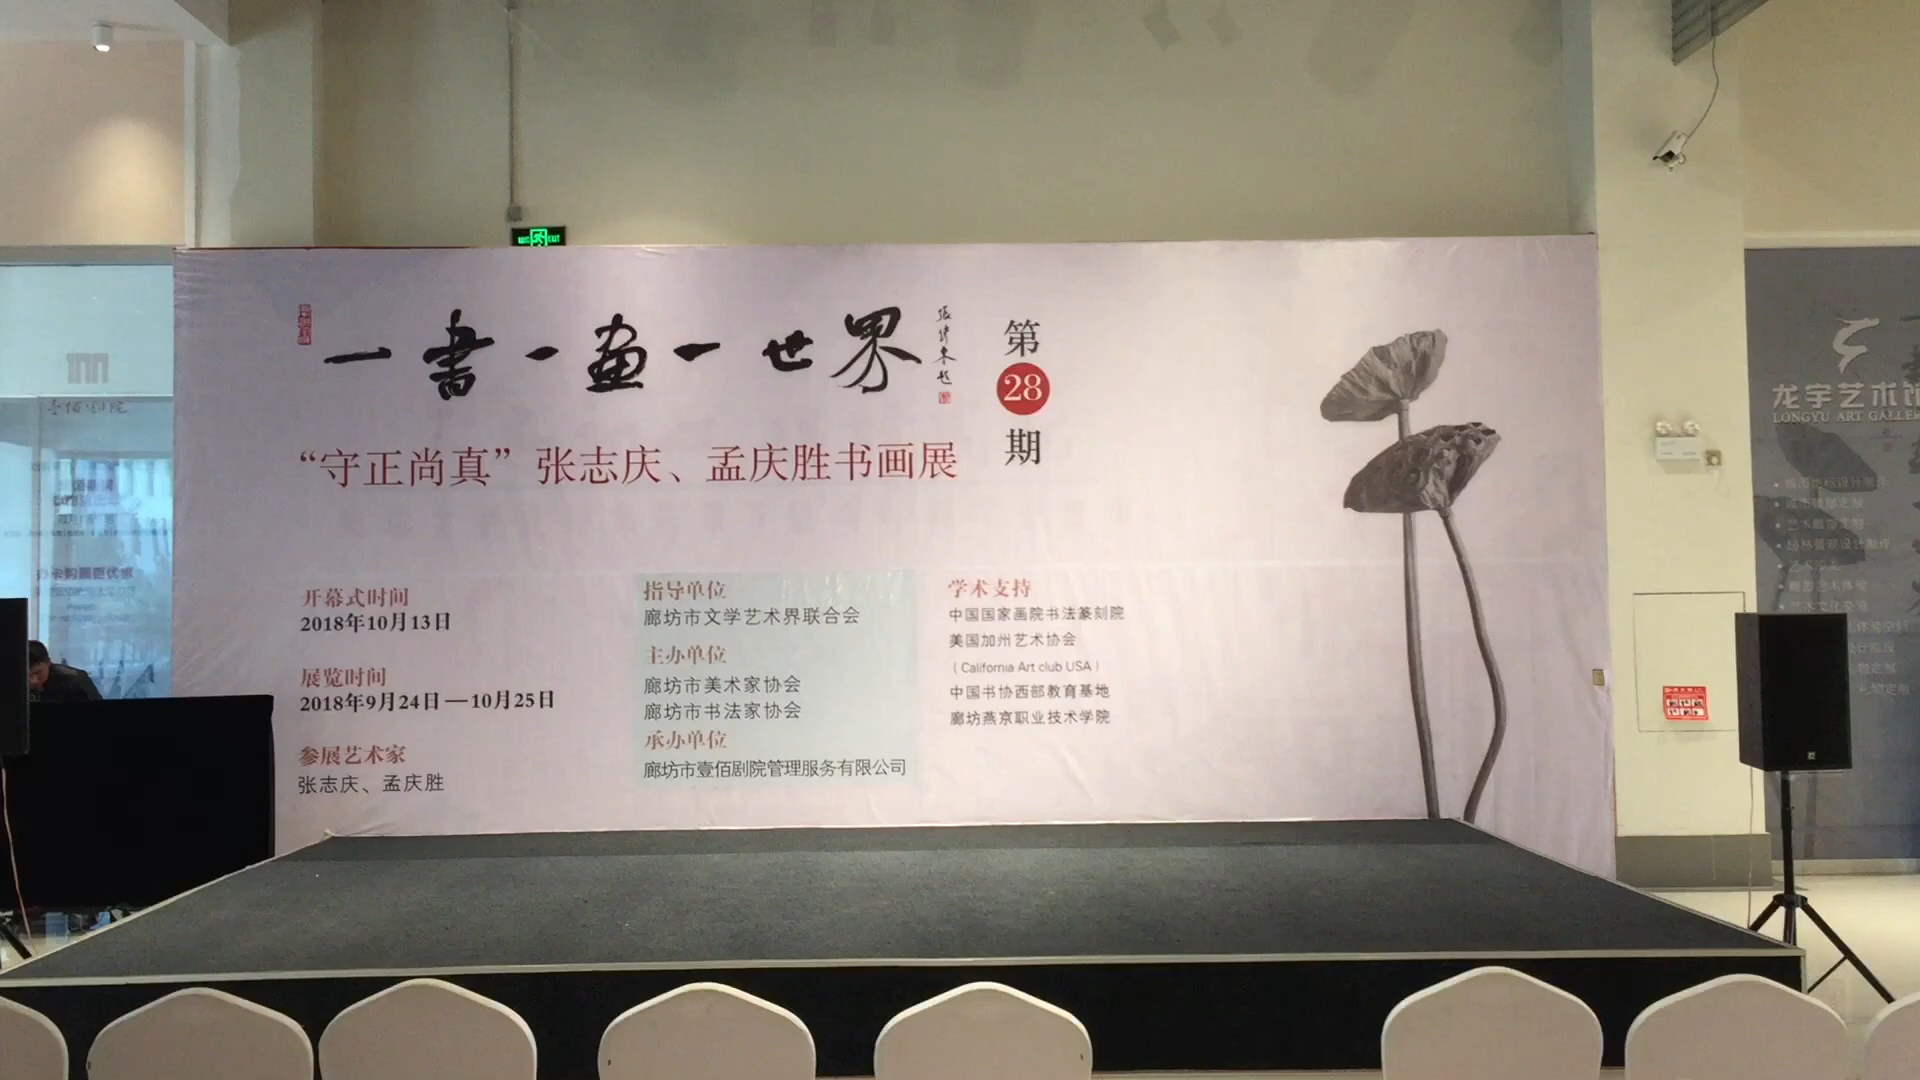 一书一画一世界
第
28
期
“守正尚真”张志庆、孟庆胜书画展
开幕式时间
2018年10月13日
展览时间
2018年9月24日—10月25日
参展艺术家
张志庆、孟庆胜
指导单位
廊坊市文学艺术界联合会
主办单位
廊坊市美术家协会
廊坊市书法家协会
承办单位
廊坊市壹佰剧院管理服务有限公司
学术支持
中国国家画院书法篆刻院
美国加州艺术协会
（California Art club USA）
中国书协西部教育基地
廊坊燕京职业技术学院
龙宇艺术馆
LONGYU ART GALLER
壹佰剧院